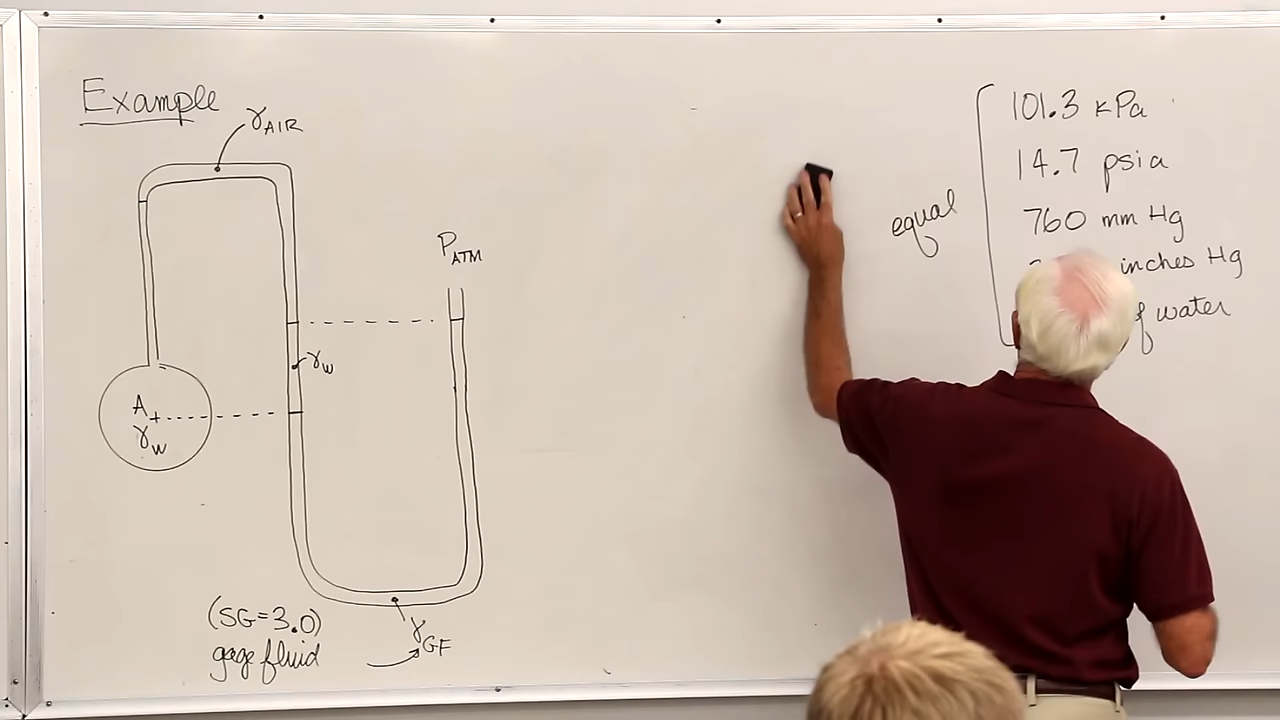 Example
γAIR
PATM
γW
A
γW
(SG=3.0)
gage fluid
γGF
equal
101.3 kPa
14.7 psia
760 mm Hg
inches Hg
of water